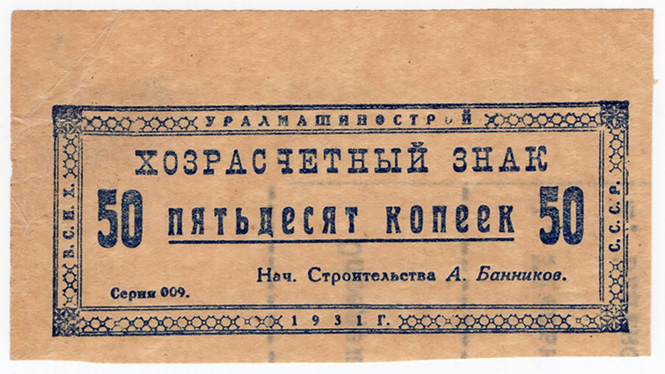 УРАЛМАШИНОСТРОЙ
ХОЗРАСЧЕТНЫЙ ЗНАК
В.С.Н.Х.
50 ПЯТЬДЕСЯТ КОПЕЕК 50
С.С.С.Р.
Нач. Строительства А. Банников.
Серия 009.
1931 Г.